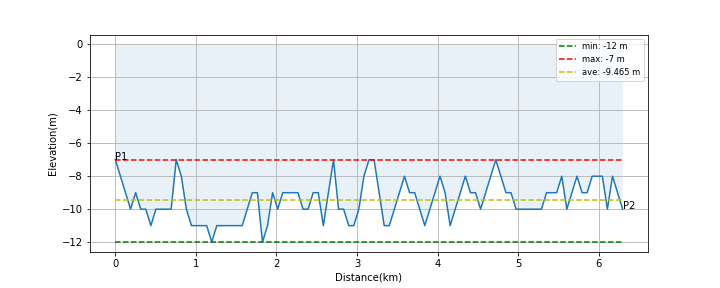 min: -12 m
max: -7 m
ave: -9.465 m
0
−2
−4
−6
−8
−10
−12
Elevation(m)
P1
P2
0 1 2 3 4 5 6
Distance(km)